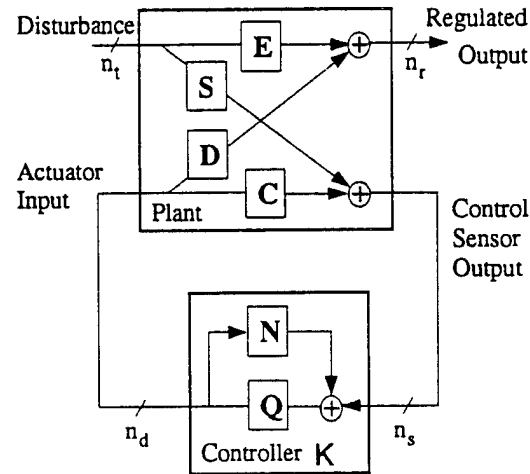 Disturbance
Regulated
Output
n_t
n_r
E
S
D
C
Actuator
Input
Plant
Control
Sensor
Output
N
Q
n_d
n_s
Controller K